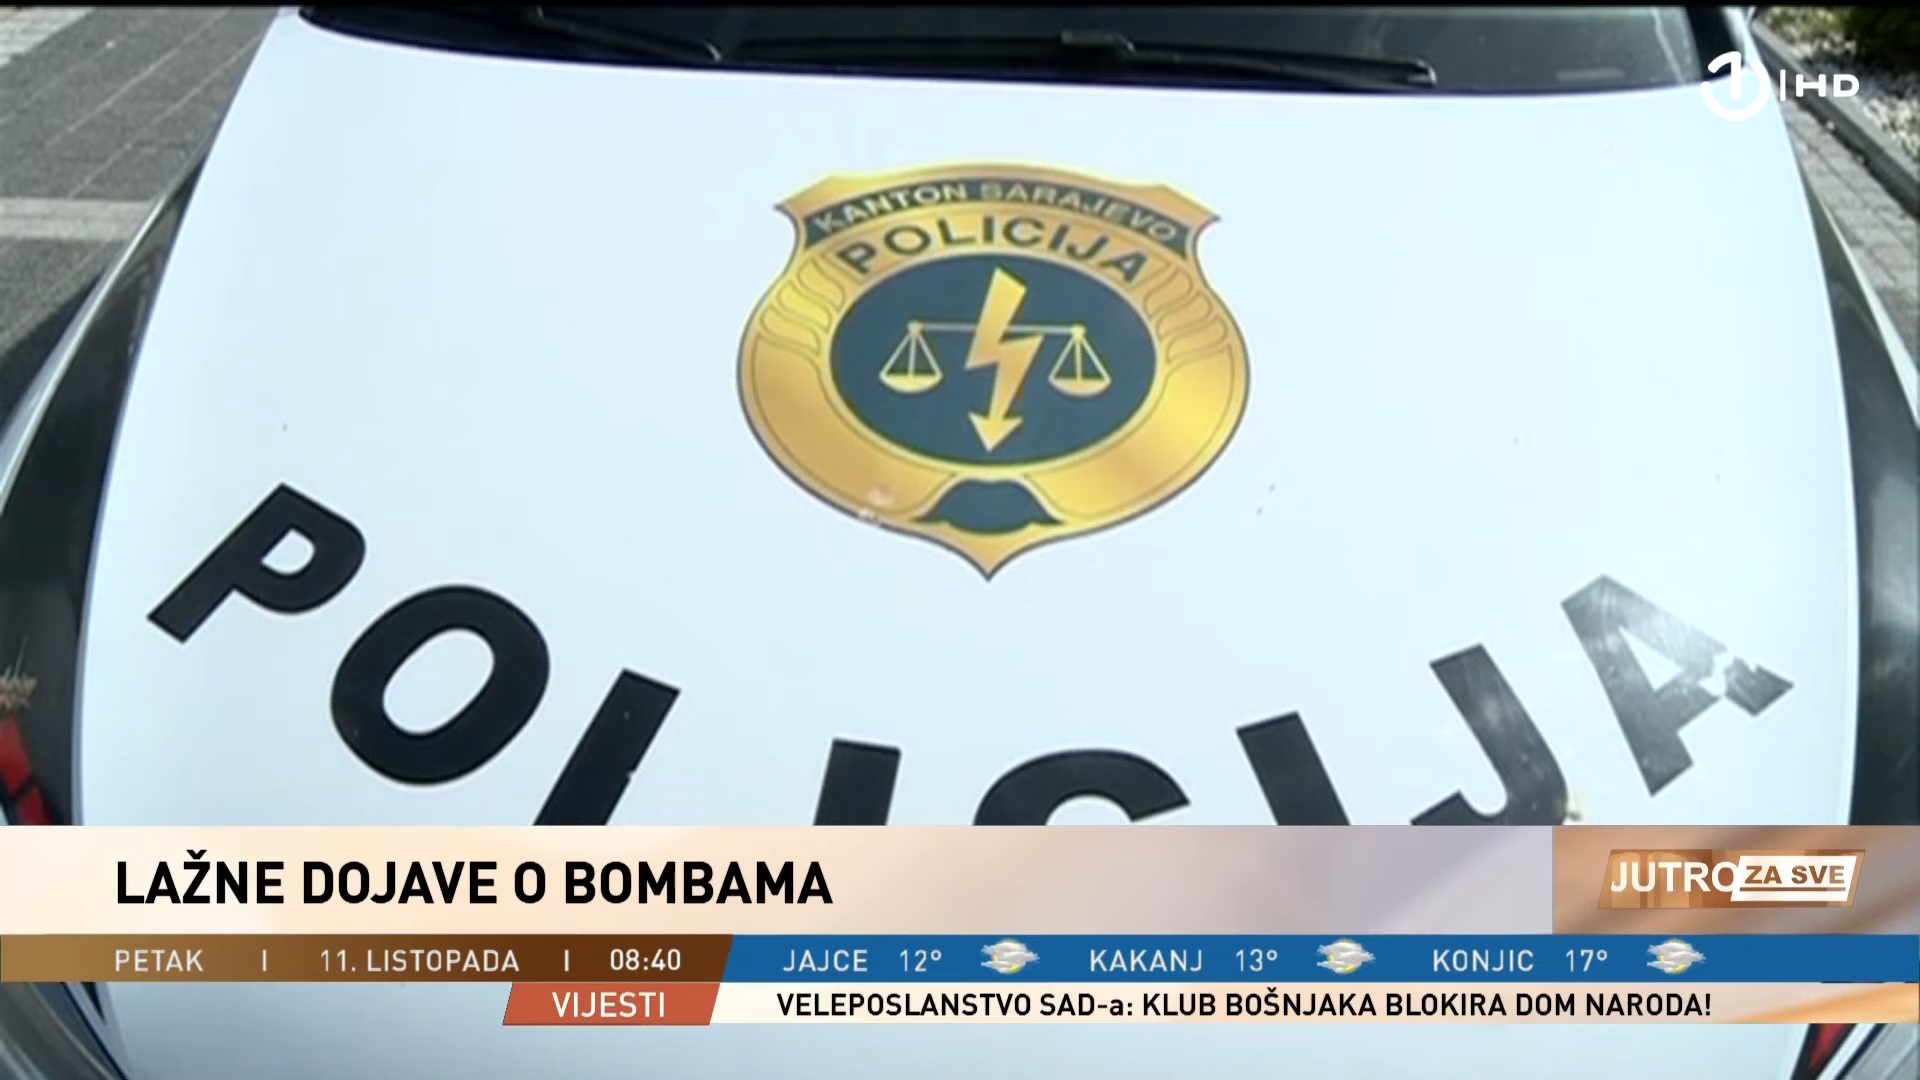 1 | HD
KANTON SARAJEVO
POLICIJA
POLICIJA
LAŽNE DOJAVE O BOMBAMA
JUTRO ZA SVE
PETAK | 11. LISTOPADA | 08:40 JAJCE 12° KAKANJ 13° KONJIC 17°
VIJESTI VELEPOSLANSTVO SAD-a: KLUB BOŠNJAKA BLOKIRA DOM NARODA!